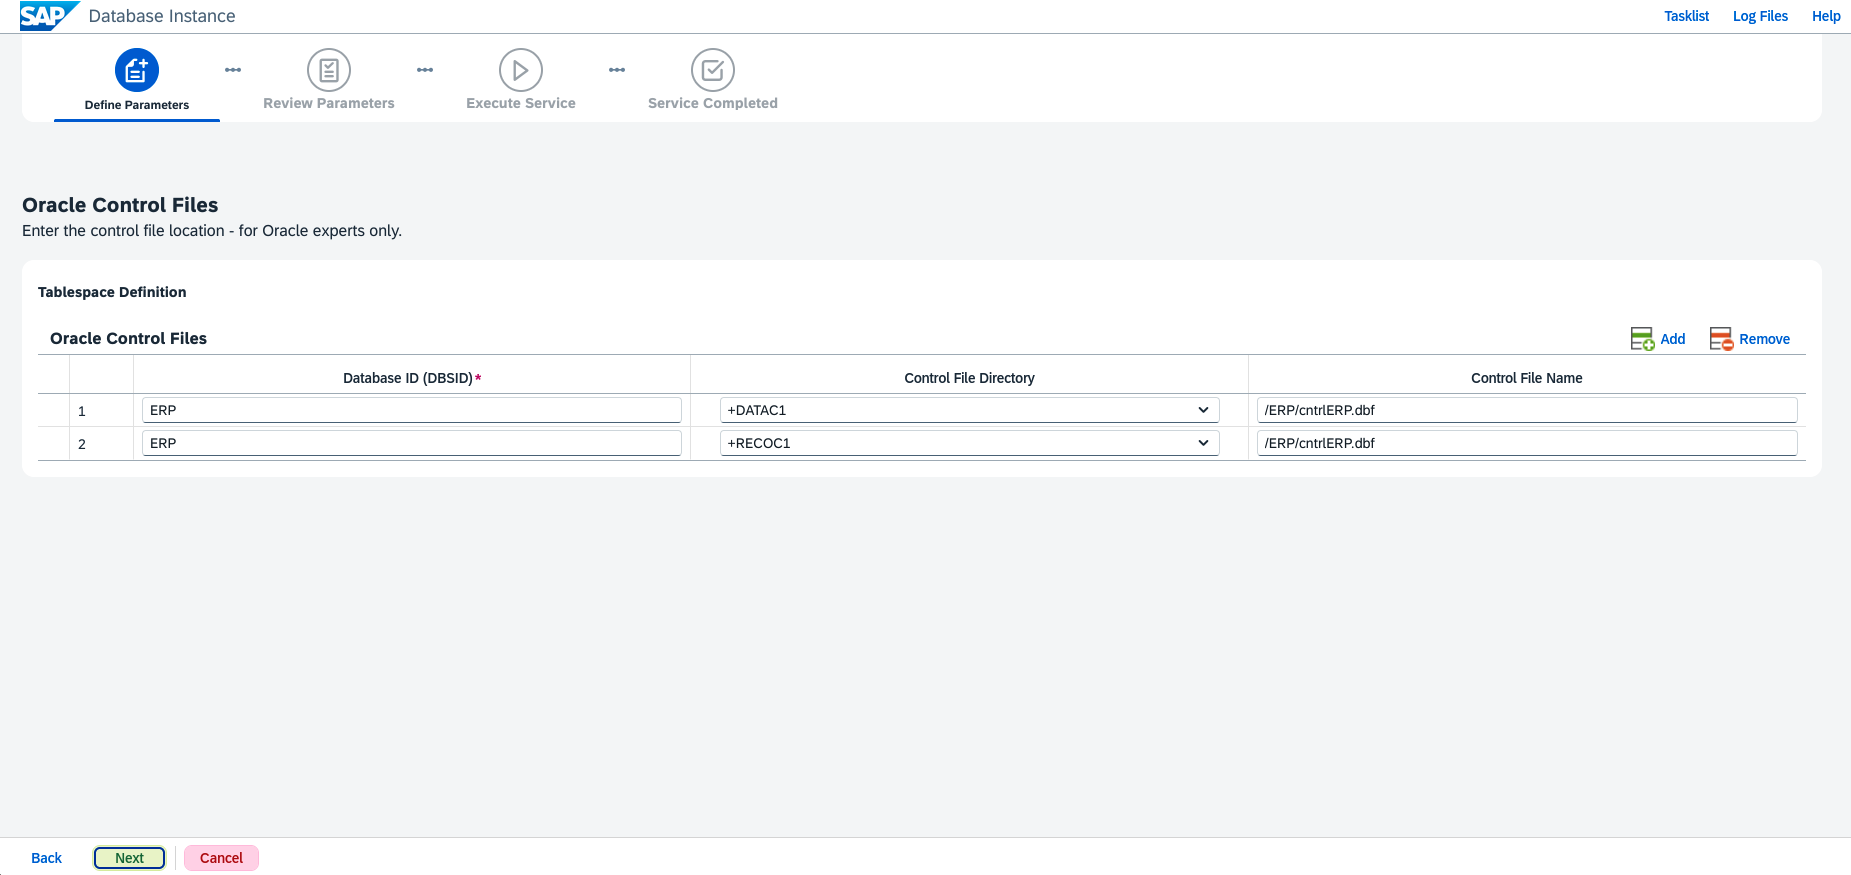 SAP Database Instance Tasklist Log Files Help
Define Parameters Review Parameters Execute Service Service Completed
Oracle Control Files
Enter the control file location - for Oracle experts only.
Tablespace Definition
Oracle Control Files Add Remove
Database ID (DBSID)* Control File Directory Control File Name
1 ERP +DATAC1 /ERP/cntrlERP.dbf
2 ERP +RECOC1 /ERP/cntrlERP.dbf
Back Next Cancel